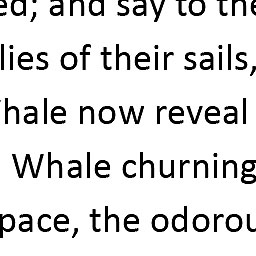 ed; and say to the
lies of their sails,
hale now reveal
Whale churning
pace, the odorou